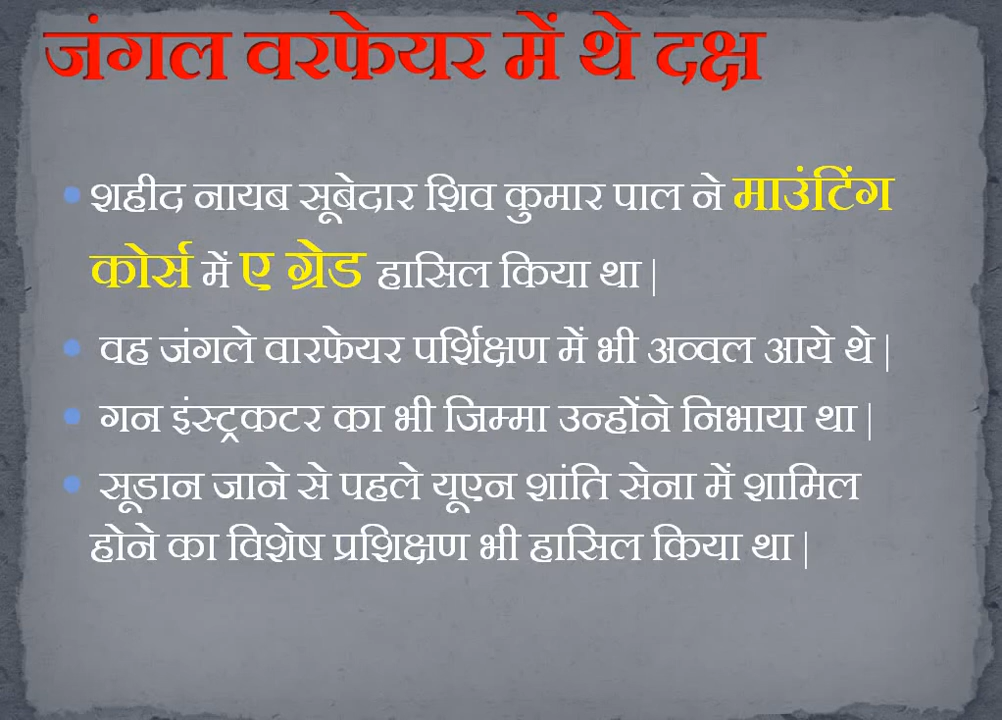 जंगल वरफेयर में थे दक्ष
शहीद नायब सूबेदार शिव कुमार पाल ने माउंटिंग
कोर्स में ए ग्रेड हासिल किया था |
वह जंगले वारफेयर पर्शिक्षण में भी अव्वल आये थे |
गन इंस्ट्रकटर का भी जिम्मा उन्होंने निभाया था |
सूडान जाने से पहले यूएन शांति सेना में शामिल
होने का विशेष प्रशिक्षण भी हासिल किया था |